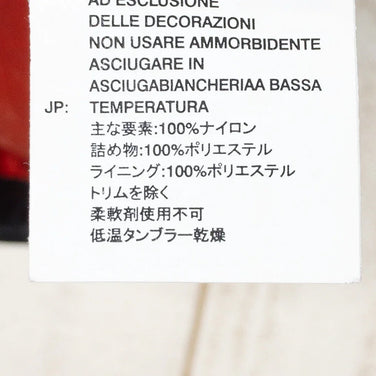 AD ESCLUSIONE
DELLE DECORAZIONI
NON USARE AMMORBIDENTE
ASCIUGARE IN
ASCIUGABIANCHERIAA BASSA
JP: TEMPERATURA
主な要素:100%ナイロン
詰め物:100%ポリエステル
ライニング:100%ポリエステル
トリムを除く
柔軟剤使用不可
低温タンブラー乾燥